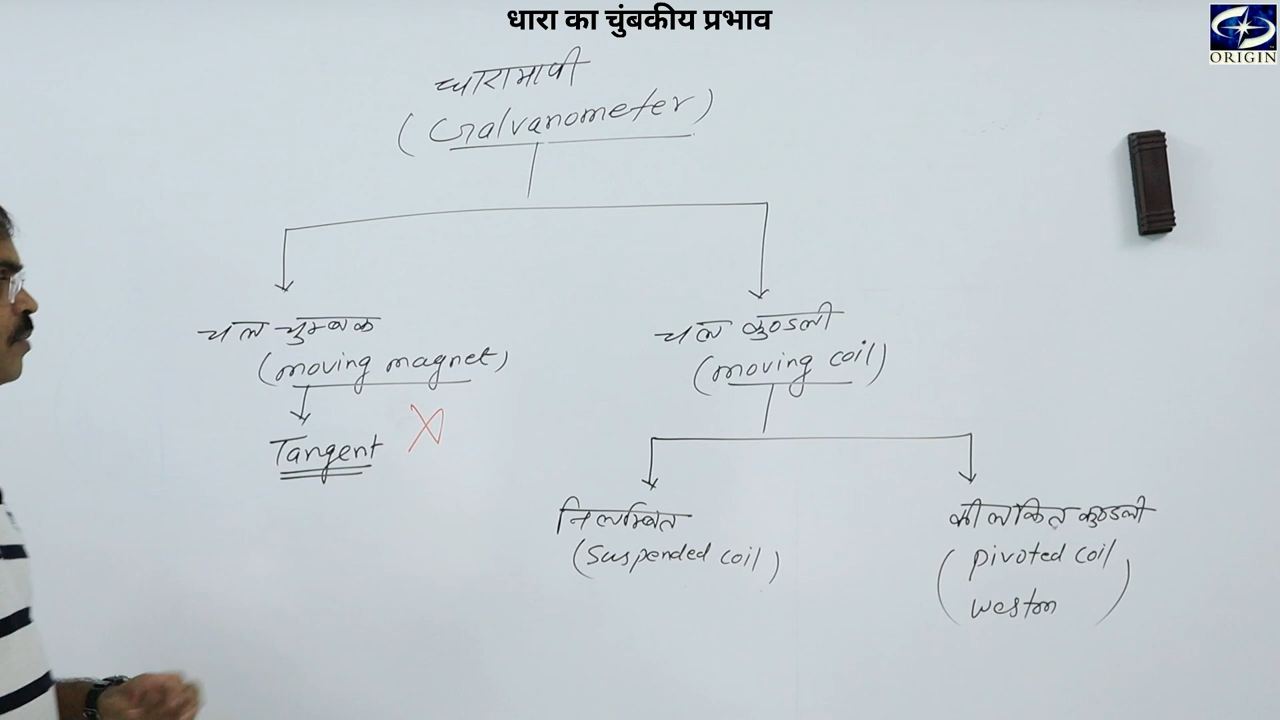 धारा का चुंबकीय प्रभाव
ORIGIN
धारामापी
(Galvanometer)
चल चुम्बक
(moving magnet)
Tangent
चल कुण्डली
(moving coil)
निलम्बित
(suspended coil)
कीलकित कुण्डली
(pivoted coil
weston)